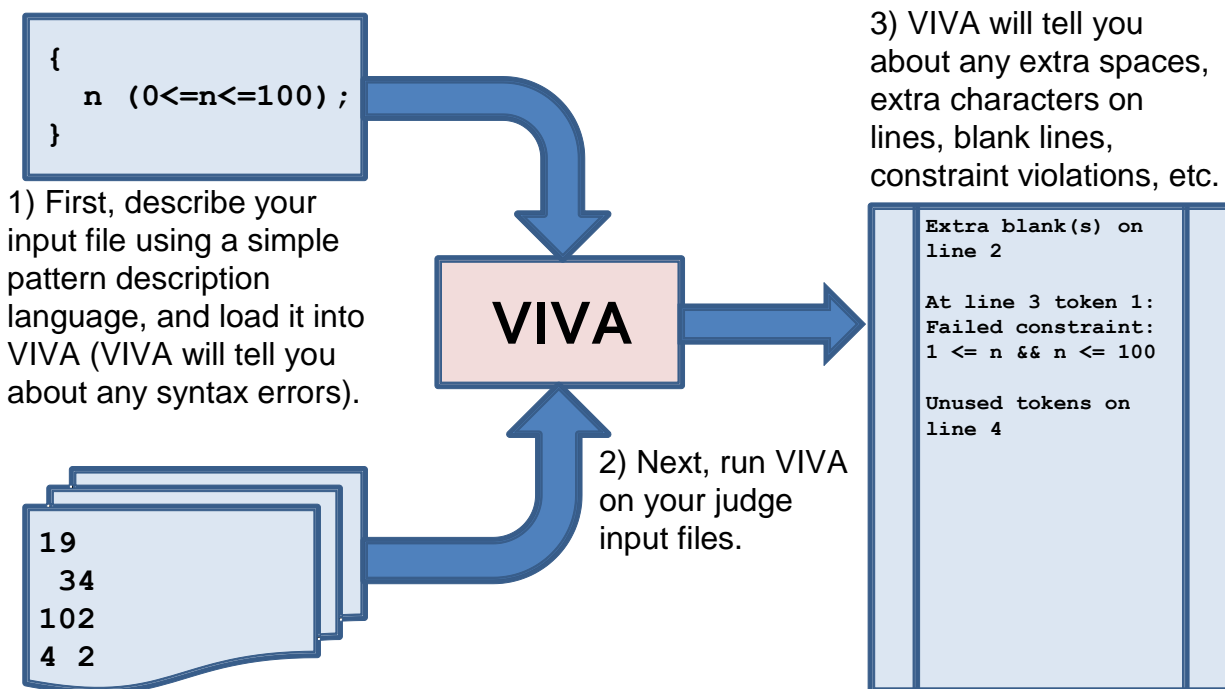 {
n (0<=n<=100);
}
1) First, describe your
input file using a simple
pattern description
language, and load it into
VIVA (VIVA will tell you
about any syntax errors).
19
34
102
4 2
VIVA
2) Next, run VIVA
on your judge
input files.
3) VIVA will tell you
about any extra spaces,
extra characters on
lines, blank lines,
constraint violations, etc.
Extra blank(s) on
line 2
At line 3 token 1:
Failed constraint:
1 <= n && n <= 100
Unused tokens on
line 4